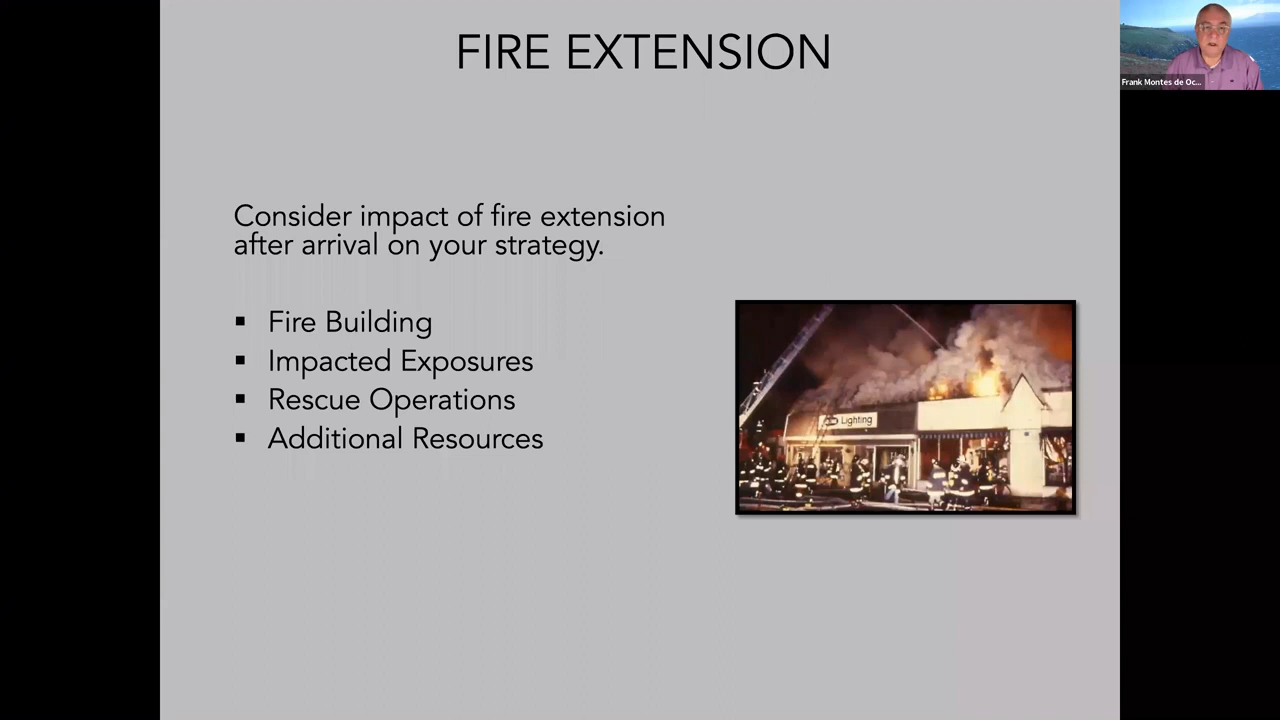 FIRE EXTENSION
Frank Montes de Oc...
Consider impact of fire extension
after arrival on your strategy.
▪ Fire Building
▪ Impacted Exposures
▪ Rescue Operations
▪ Additional Resources
Lighting